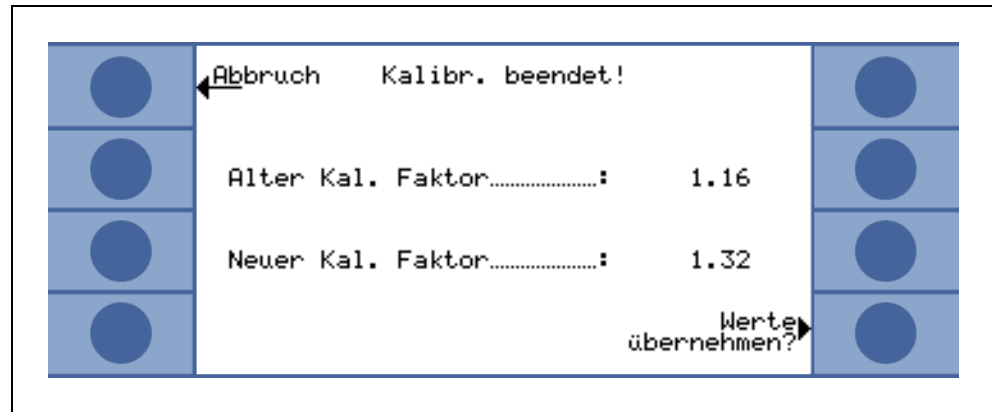 Abbruch Kalibr. beendet!
Alter Kal. Faktor....................: 1.16
Neuer Kal. Faktor....................: 1.32
Werte
übernehmen?